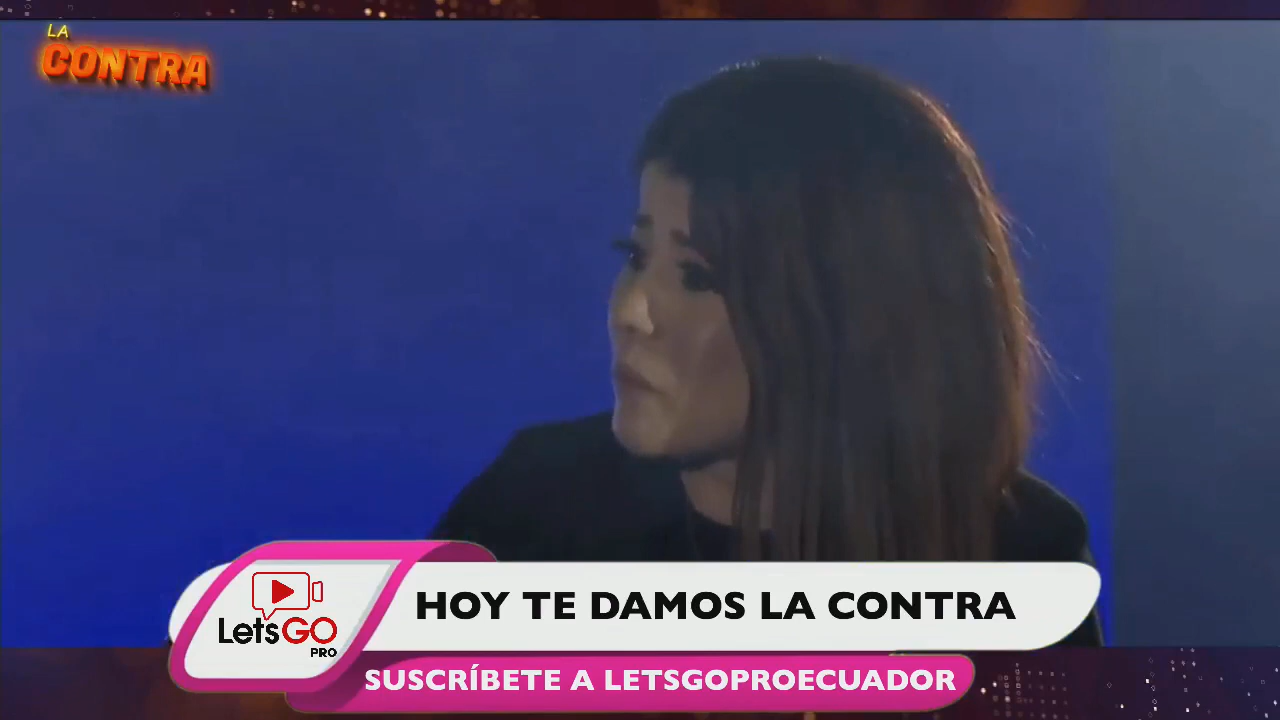 LA
CONTRA
HOY TE DAMOS LA CONTRA
LetsGO
PRO
SUSCRÍBETE A LETSGOPROECUADOR